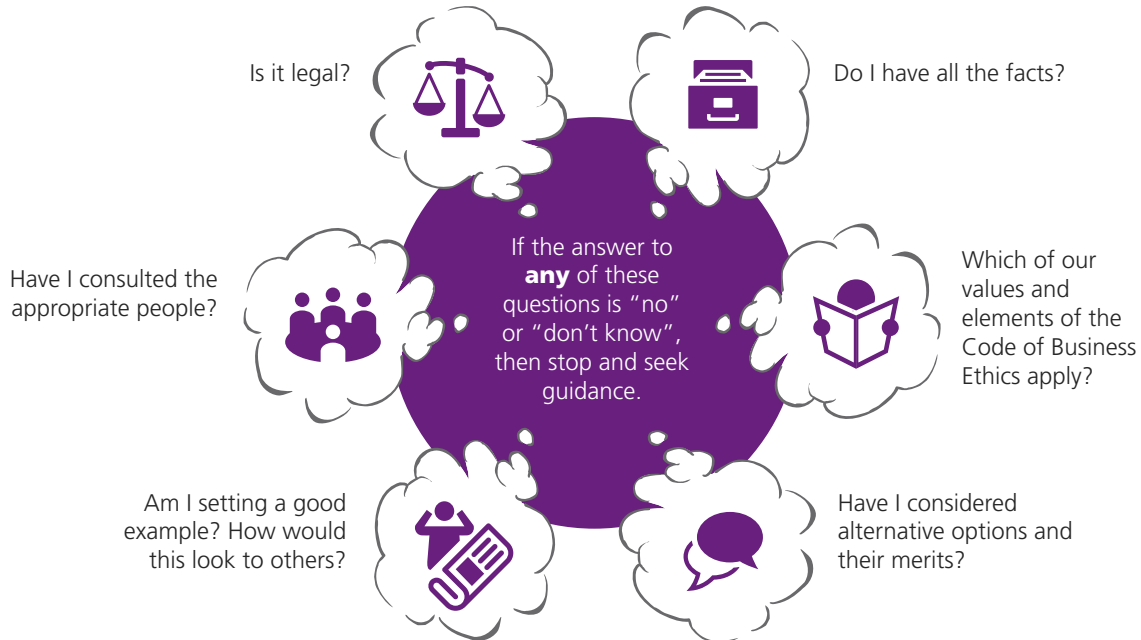 Is it legal?
Do I have all the facts?
Have I consulted the
appropriate people?
If the answer to
any of these
questions is “no”
or “don’t know”,
then stop and seek
guidance.
Which of our
values and
elements of the
Code of Business
Ethics apply?
Am I setting a good
example? How would
this look to others?
Have I considered
alternative options and
their merits?